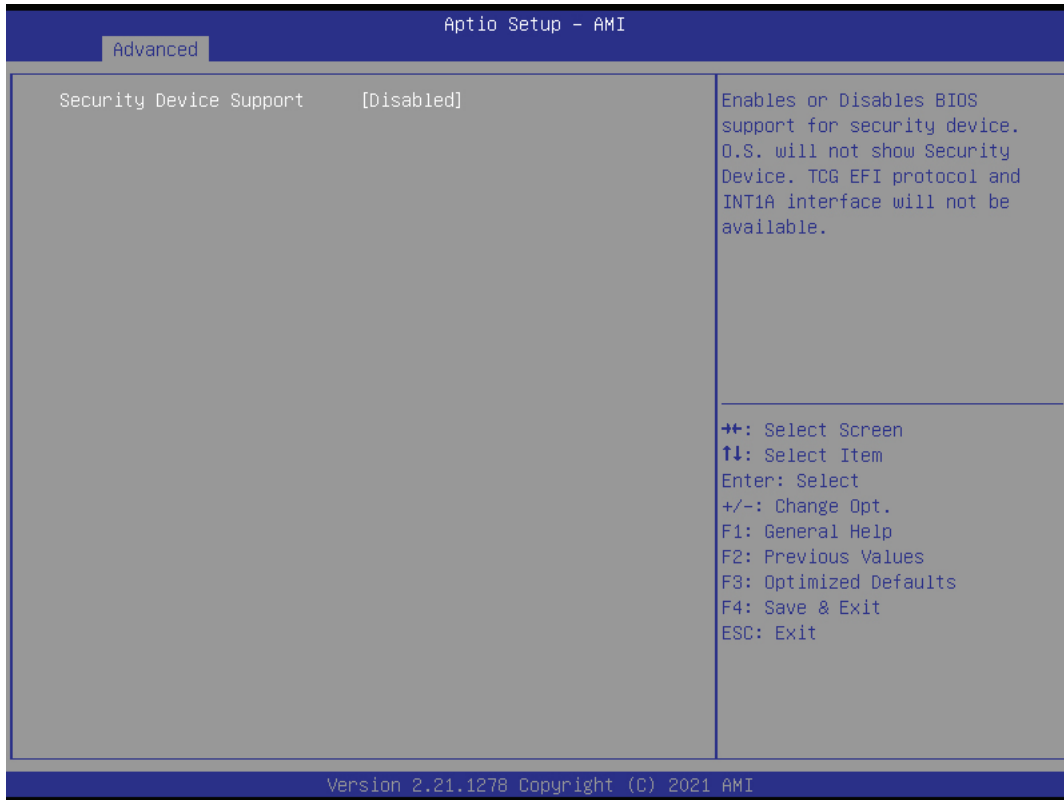 Aptio Setup – AMI
Advanced
Security Device Support [Disabled]
Enables or Disables BIOS
support for security device.
O.S. will not show Security
Device. TCG EFI protocol and
INT1A interface will not be
available.
→←: Select Screen
↑↓: Select Item
Enter: Select
+/-: Change Opt.
F1: General Help
F2: Previous Values
F3: Optimized Defaults
F4: Save & Exit
ESC: Exit
Version 2.21.1278 Copyright (C) 2021 AMI